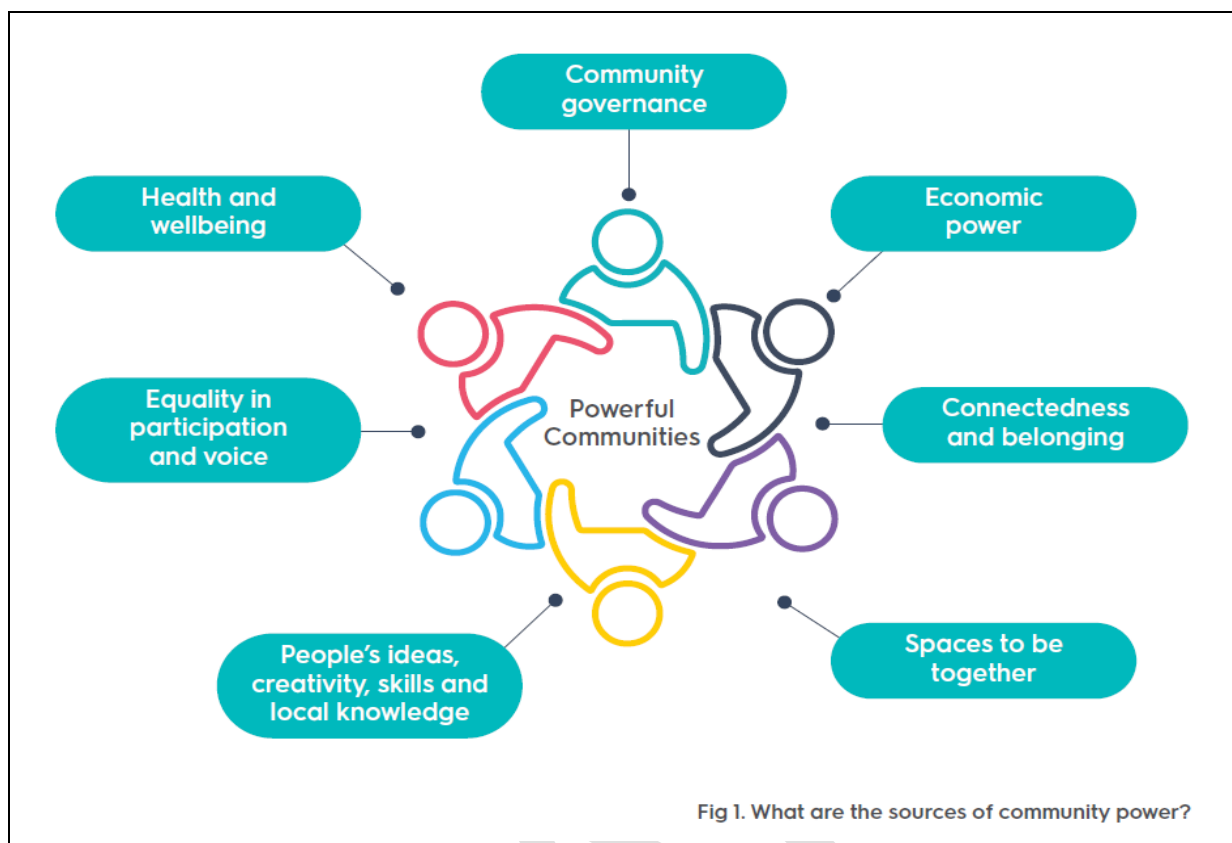 Community
governance
Health and
wellbeing
Economic
power
Equality in
participation
and voice
Powerful
Communities
Connectedness
and belonging
People's ideas,
creativity, skills and
local knowledge
Spaces to be
together
Fig 1. What are the sources of community power?